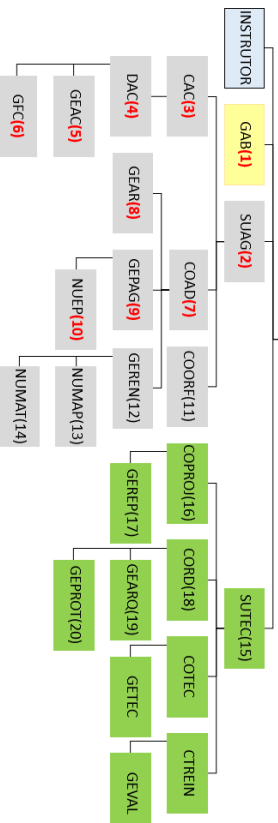 INSTRUTOR
GAB(1)
SUAG(2)
SUTEC(15)
CAC(3)
COAD(7)
COORF(11)
COPROJ(16)
CORD(18)
COTEC
CTREIN
DAC(4)
GEAR(8)
GEPAG(9)
GEREN(12)
GEREP(17)
GEARQ(19)
GETEC
GEVAL
GEAC(5)
NUEP(10)
NUMAP(13)
GEPROT(20)
GFC(6)
NUMAT(14)